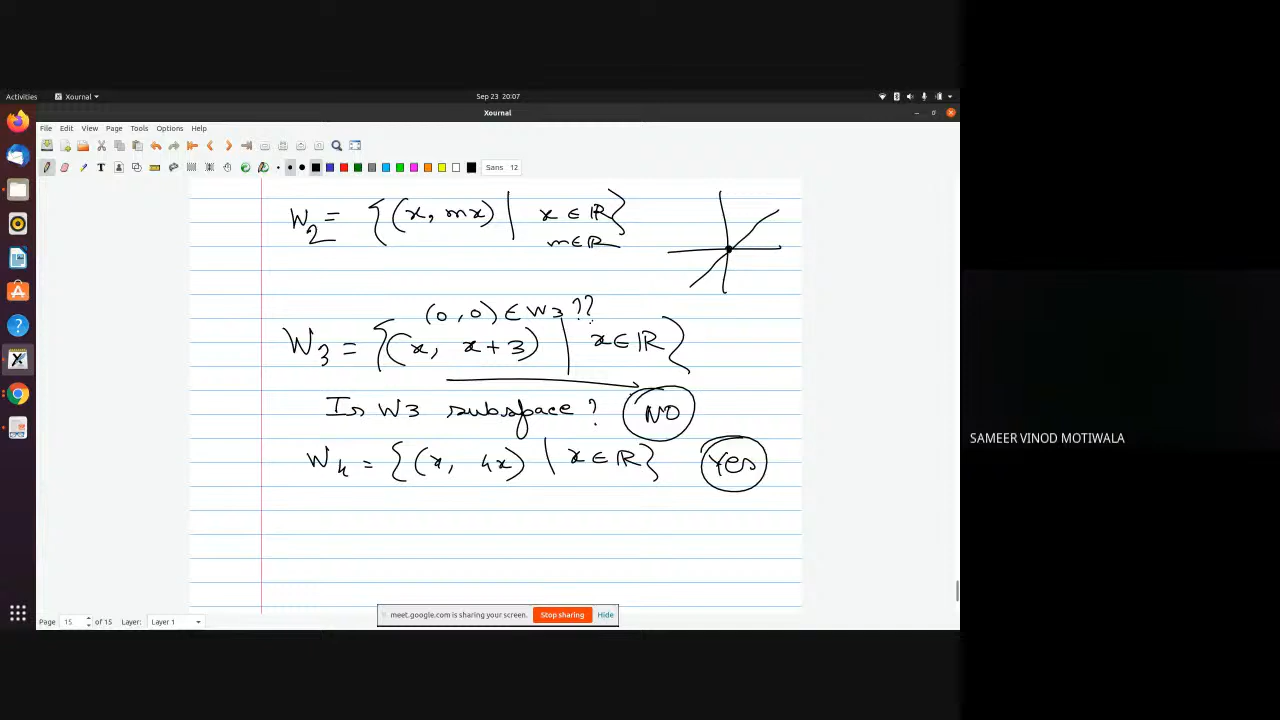 Activities Xournal Sep 23 20:07
Xournal
File Edit View Page Tools Options Help
Sans 12
W2 = {(x, mx) | x ∈ ℝ}
m ∈ ℝ
(0, 0) ∈ W3 ??
W3 = {(x, x + 3) | x ∈ ℝ}
Is W3 subspace ? NO
W4 = {(x, 4x) | x ∈ ℝ} Yes
SAMEER VINOD MOTIWALA
meet.google.com is sharing your screen. Stop sharing Hide
Page 15 of 15 Layer: Layer 1